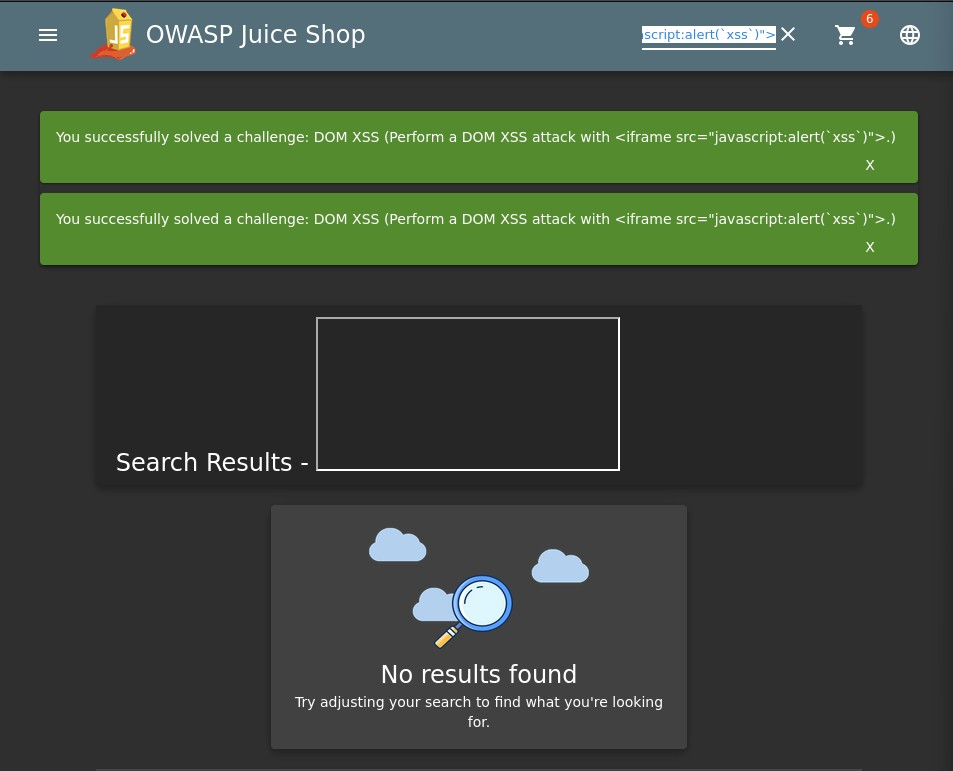 JS OWASP Juice Shop script:alert(`xss`)"> 6
You successfully solved a challenge: DOM XSS (Perform a DOM XSS attack with <iframe src="javascript:alert(`xss`)">.)
X
You successfully solved a challenge: DOM XSS (Perform a DOM XSS attack with <iframe src="javascript:alert(`xss`)">.)
X
Search Results -
No results found
Try adjusting your search to find what you're looking
for.